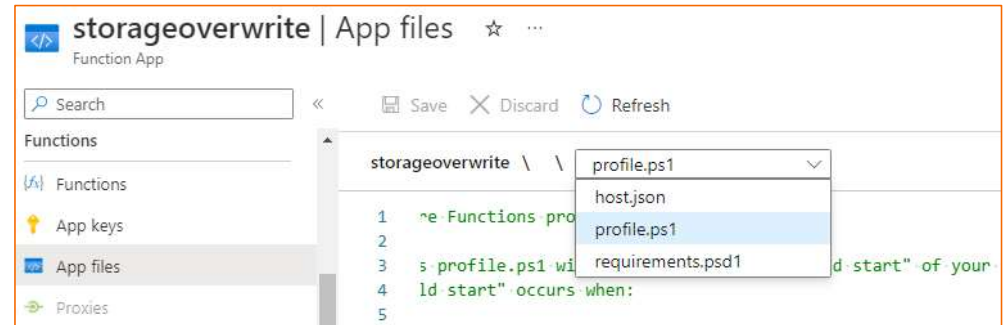 storageoverwrite | App files ☆ ...
Function App
Search «
Save Discard Refresh
Functions
Functions
App keys
App files
Proxies
storageoverwrite \ \ profile.ps1
host.json
profile.ps1
requirements.psd1
1 re Functions pro
2
3 s profile.ps1 wi d start" of your
4 ld start" occurs when:
5